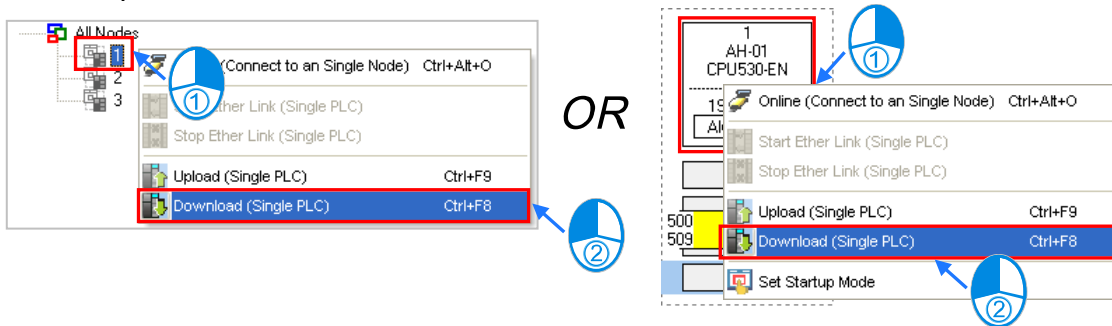 All Nodes
1
2
3
(Connect to an Single Node) Ctrl+Alt+O
Ether Link (Single PLC)
Stop Ether Link (Single PLC)
Upload (Single PLC) Ctrl+F9
Download (Single PLC) Ctrl+F8
①
②
OR
1
AH-01
CPU530-EN
19
500
509
Online (Connect to an Single Node) Ctrl+Alt+O
Start Ether Link (Single PLC)
Stop Ether Link (Single PLC)
Upload (Single PLC) Ctrl+F9
Download (Single PLC) Ctrl+F8
Set Startup Mode
①
②